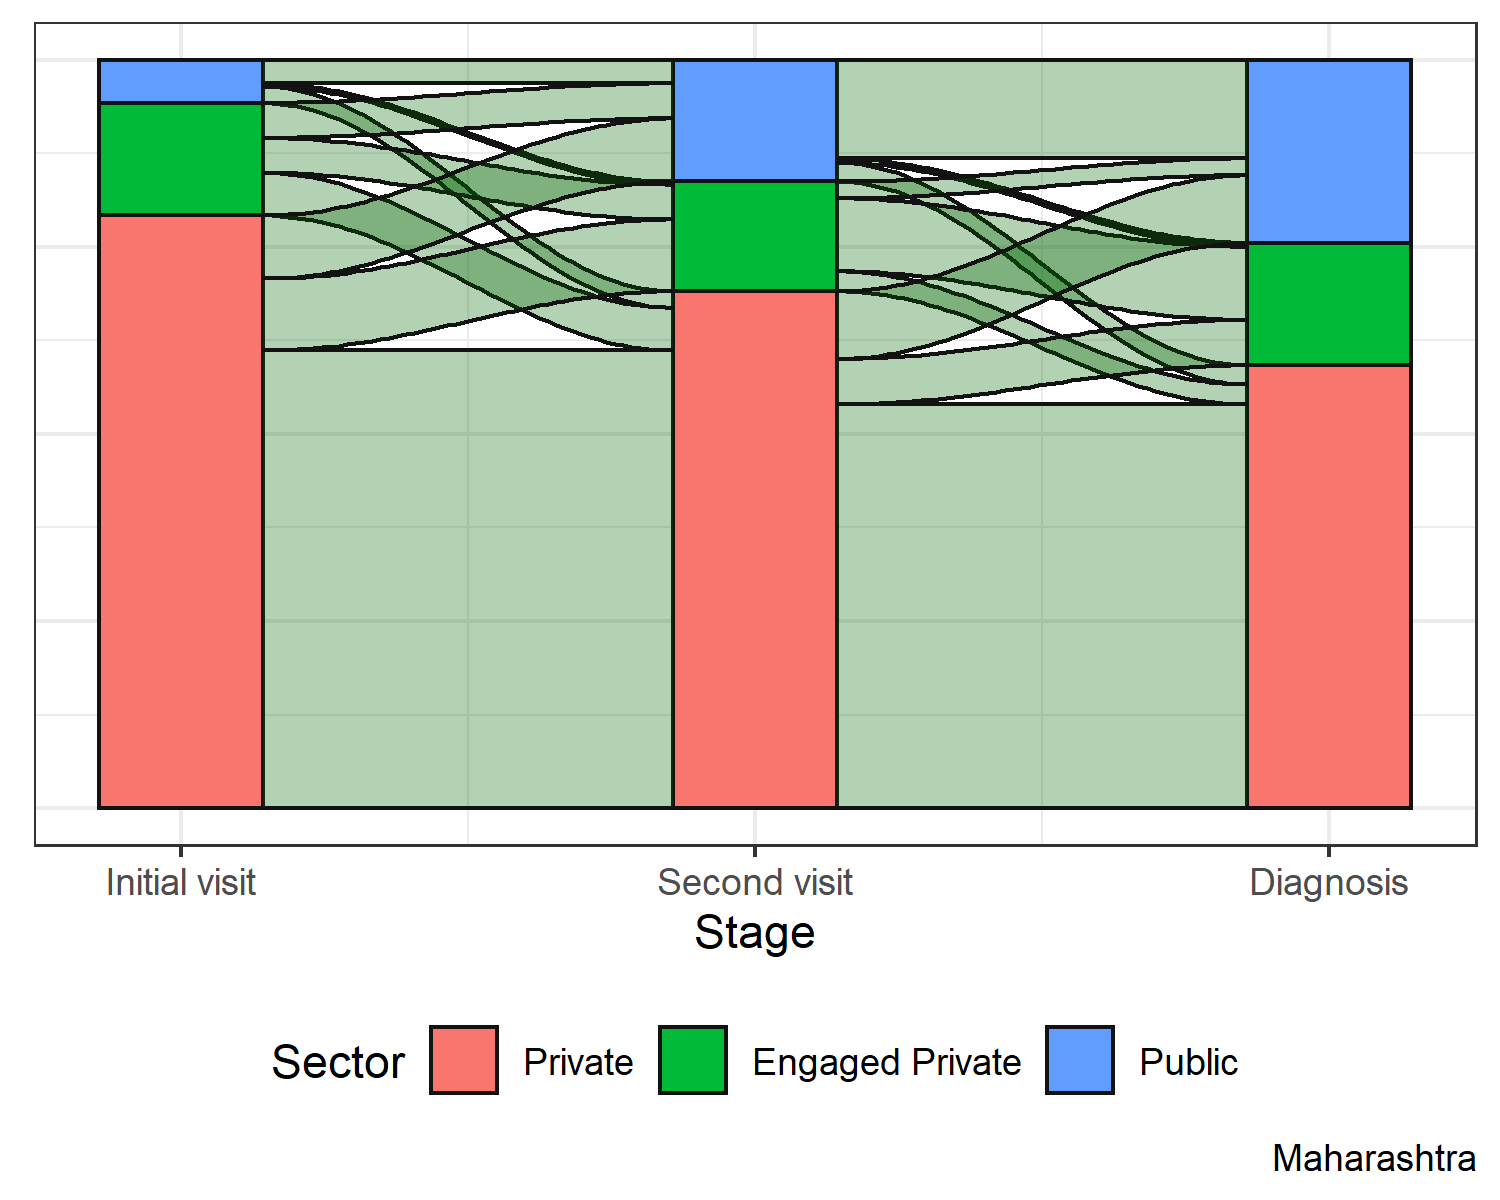 Initial visit Second visit Diagnosis
Stage
Sector Private Engaged Private Public
Maharashtra